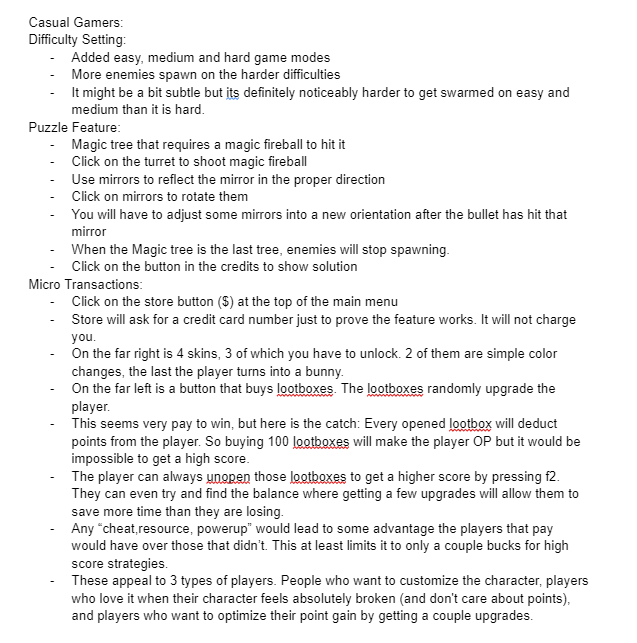 Casual Gamers:
Difficulty Setting:
- Added easy, medium and hard game modes
- More enemies spawn on the harder difficulties
- It might be a bit subtle but its definitely noticeably harder to get swarmed on easy and
medium than it is hard.
Puzzle Feature:
- Magic tree that requires a magic fireball to hit it
- Click on the turret to shoot magic fireball
- Use mirrors to reflect the mirror in the proper direction
- Click on mirrors to rotate them
- You will have to adjust some mirrors into a new orientation after the bullet has hit that
mirror
- When the Magic tree is the last tree, enemies will stop spawning.
- Click on the button in the credits to show solution
Micro Transactions:
- Click on the store button ($) at the top of the main menu
- Store will ask for a credit card number just to prove the feature works. It will not charge
you.
- On the far right is 4 skins, 3 of which you have to unlock. 2 of them are simple color
changes, the last the player turns into a bunny.
- On the far left is a button that buys lootboxes. The lootboxes randomly upgrade the
player.
- This seems very pay to win, but here is the catch: Every opened lootbox will deduct
points from the player. So buying 100 lootboxes will make the player OP but it would be
impossible to get a high score.
- The player can always unopen those lootboxes to get a higher score by pressing f2.
They can even try and find the balance where getting a few upgrades will allow them to
save more time than they are losing.
- Any "cheat,resource, powerup" would lead to some advantage the players that pay
would have over those that didn't. This at least limits it to only a couple bucks for high
score strategies.
- These appeal to 3 types of players. People who want to customize the character, players
who love it when their character feels absolutely broken (and don't care about points),
and players who want to optimize their point gain by getting a couple upgrades.